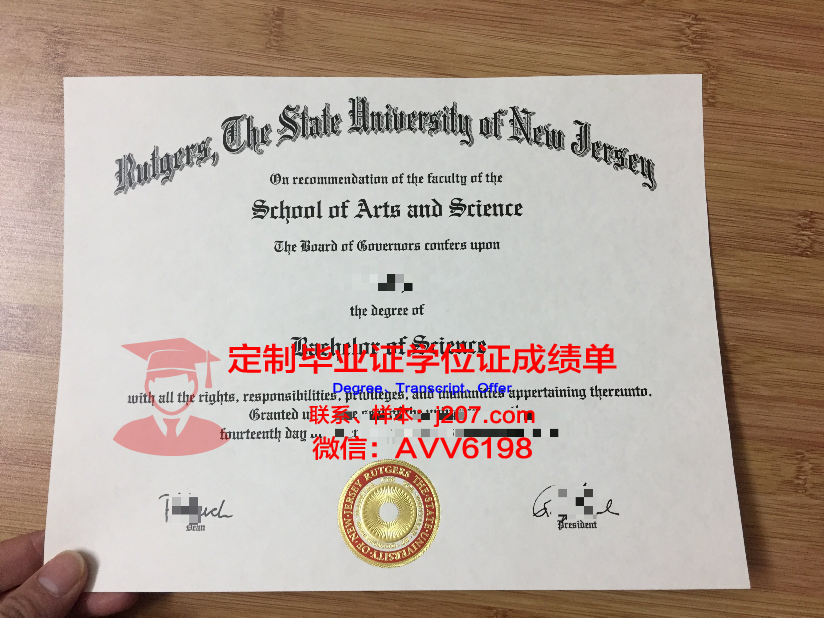 Rutgers, The State University of New Jersey
On recommendation of the faculty of the
School of Arts and Science
The Board of Governors confers upon
the degree of
Bachelor of Science
定制毕业证学位证成绩单
Degree、Transcript、Offer
with all the rights, responsibilities, privileges, and immunities appertaining thereunto.
Granted
联系、样本：j207.com
fourteenth day
微信：AVV6198
RUTGERS THE STATE UNIVERSITY OF NEW JERSEY
Dean
President